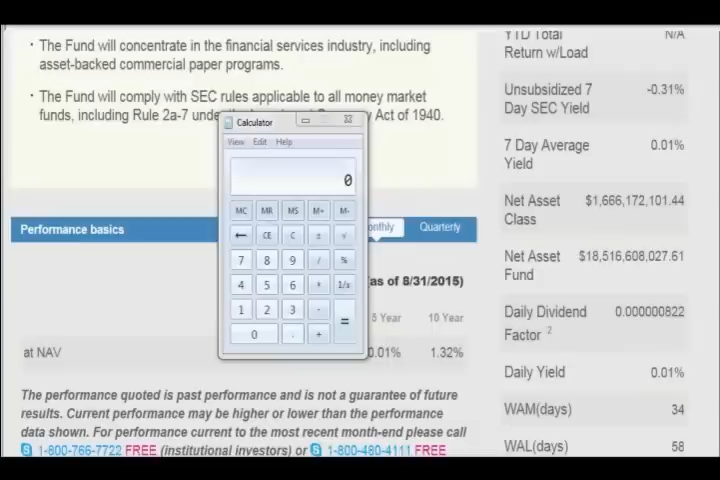 · The Fund will concentrate in the financial services industry, including
asset-backed commercial paper programs.
· The Fund will comply with SEC rules applicable to all money market
funds, including Rule 2a-7 unde
y Act of 1940.
Calculator
View Edit Help
0
MC MR MS M+ M-
← CE C ± √
7 8 9 / %
4 5 6 * 1/x
1 2 3 - =
0 . +
Performance basics
nthly Quarterly
(as of 8/31/2015)
5 Year 10 Year
at NAV 0.01% 1.32%
The performance quoted is past performance and is not a guarantee of future
results. Current performance may be higher or lower than the performance
data shown. For performance current to the most recent month-end please call
1-800-766-7722 FREE (institutional investors) or 1-800-480-4111 FREE
YTD Total N/A
Return w/Load
Unsubsidized 7 -0.31%
Day SEC Yield
7 Day Average 0.01%
Yield
Net Asset $1,666,172,101.44
Class
Net Asset $18,516,608,027.61
Fund
Daily Dividend 0.000000822
Factor 2
Daily Yield 0.01%
WAM(days) 34
WAL(days) 58